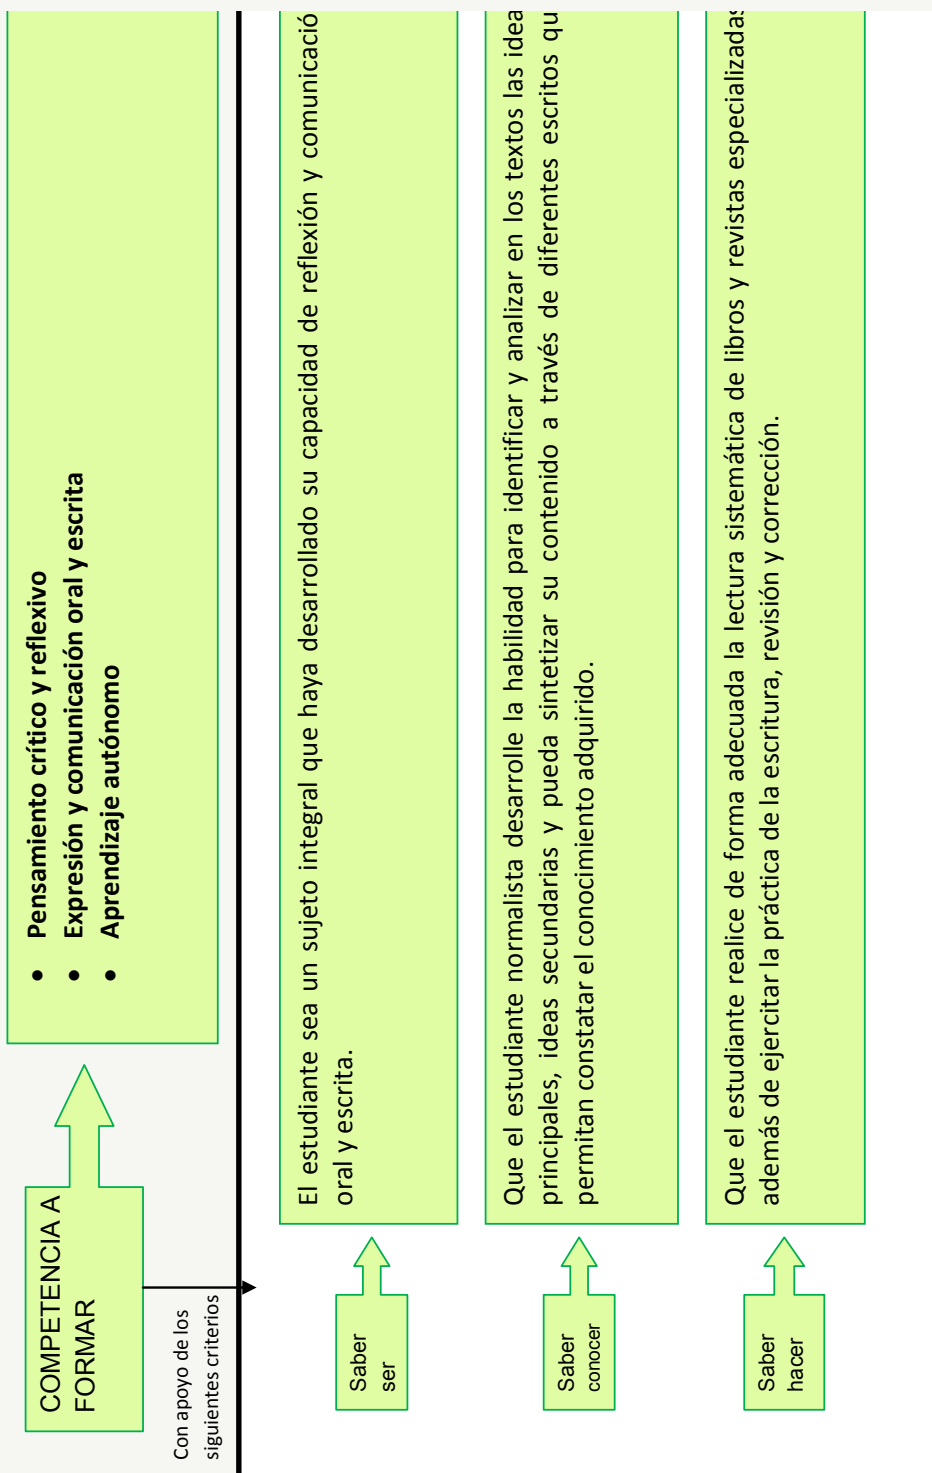 COMPETENCIA A
FORMAR
• Pensamiento crítico y reflexivo
• Expresión y comunicación oral y escrita
• Aprendizaje autónomo
Con apoyo de los
siguientes criterios
Saber
ser
El estudiante sea un sujeto integral que haya desarrollado su capacidad de reflexión y comunicació
oral y escrita.
Saber
conocer
Que el estudiante normalista desarrolle la habilidad para identificar y analizar en los textos las idea
principales, ideas secundarias y pueda sintetizar su contenido a través de diferentes escritos qu
permitan constatar el conocimiento adquirido.
Saber
hacer
Que el estudiante realice de forma adecuada la lectura sistemática de libros y revistas especializadas
además de ejercitar la práctica de la escritura, revisión y corrección.